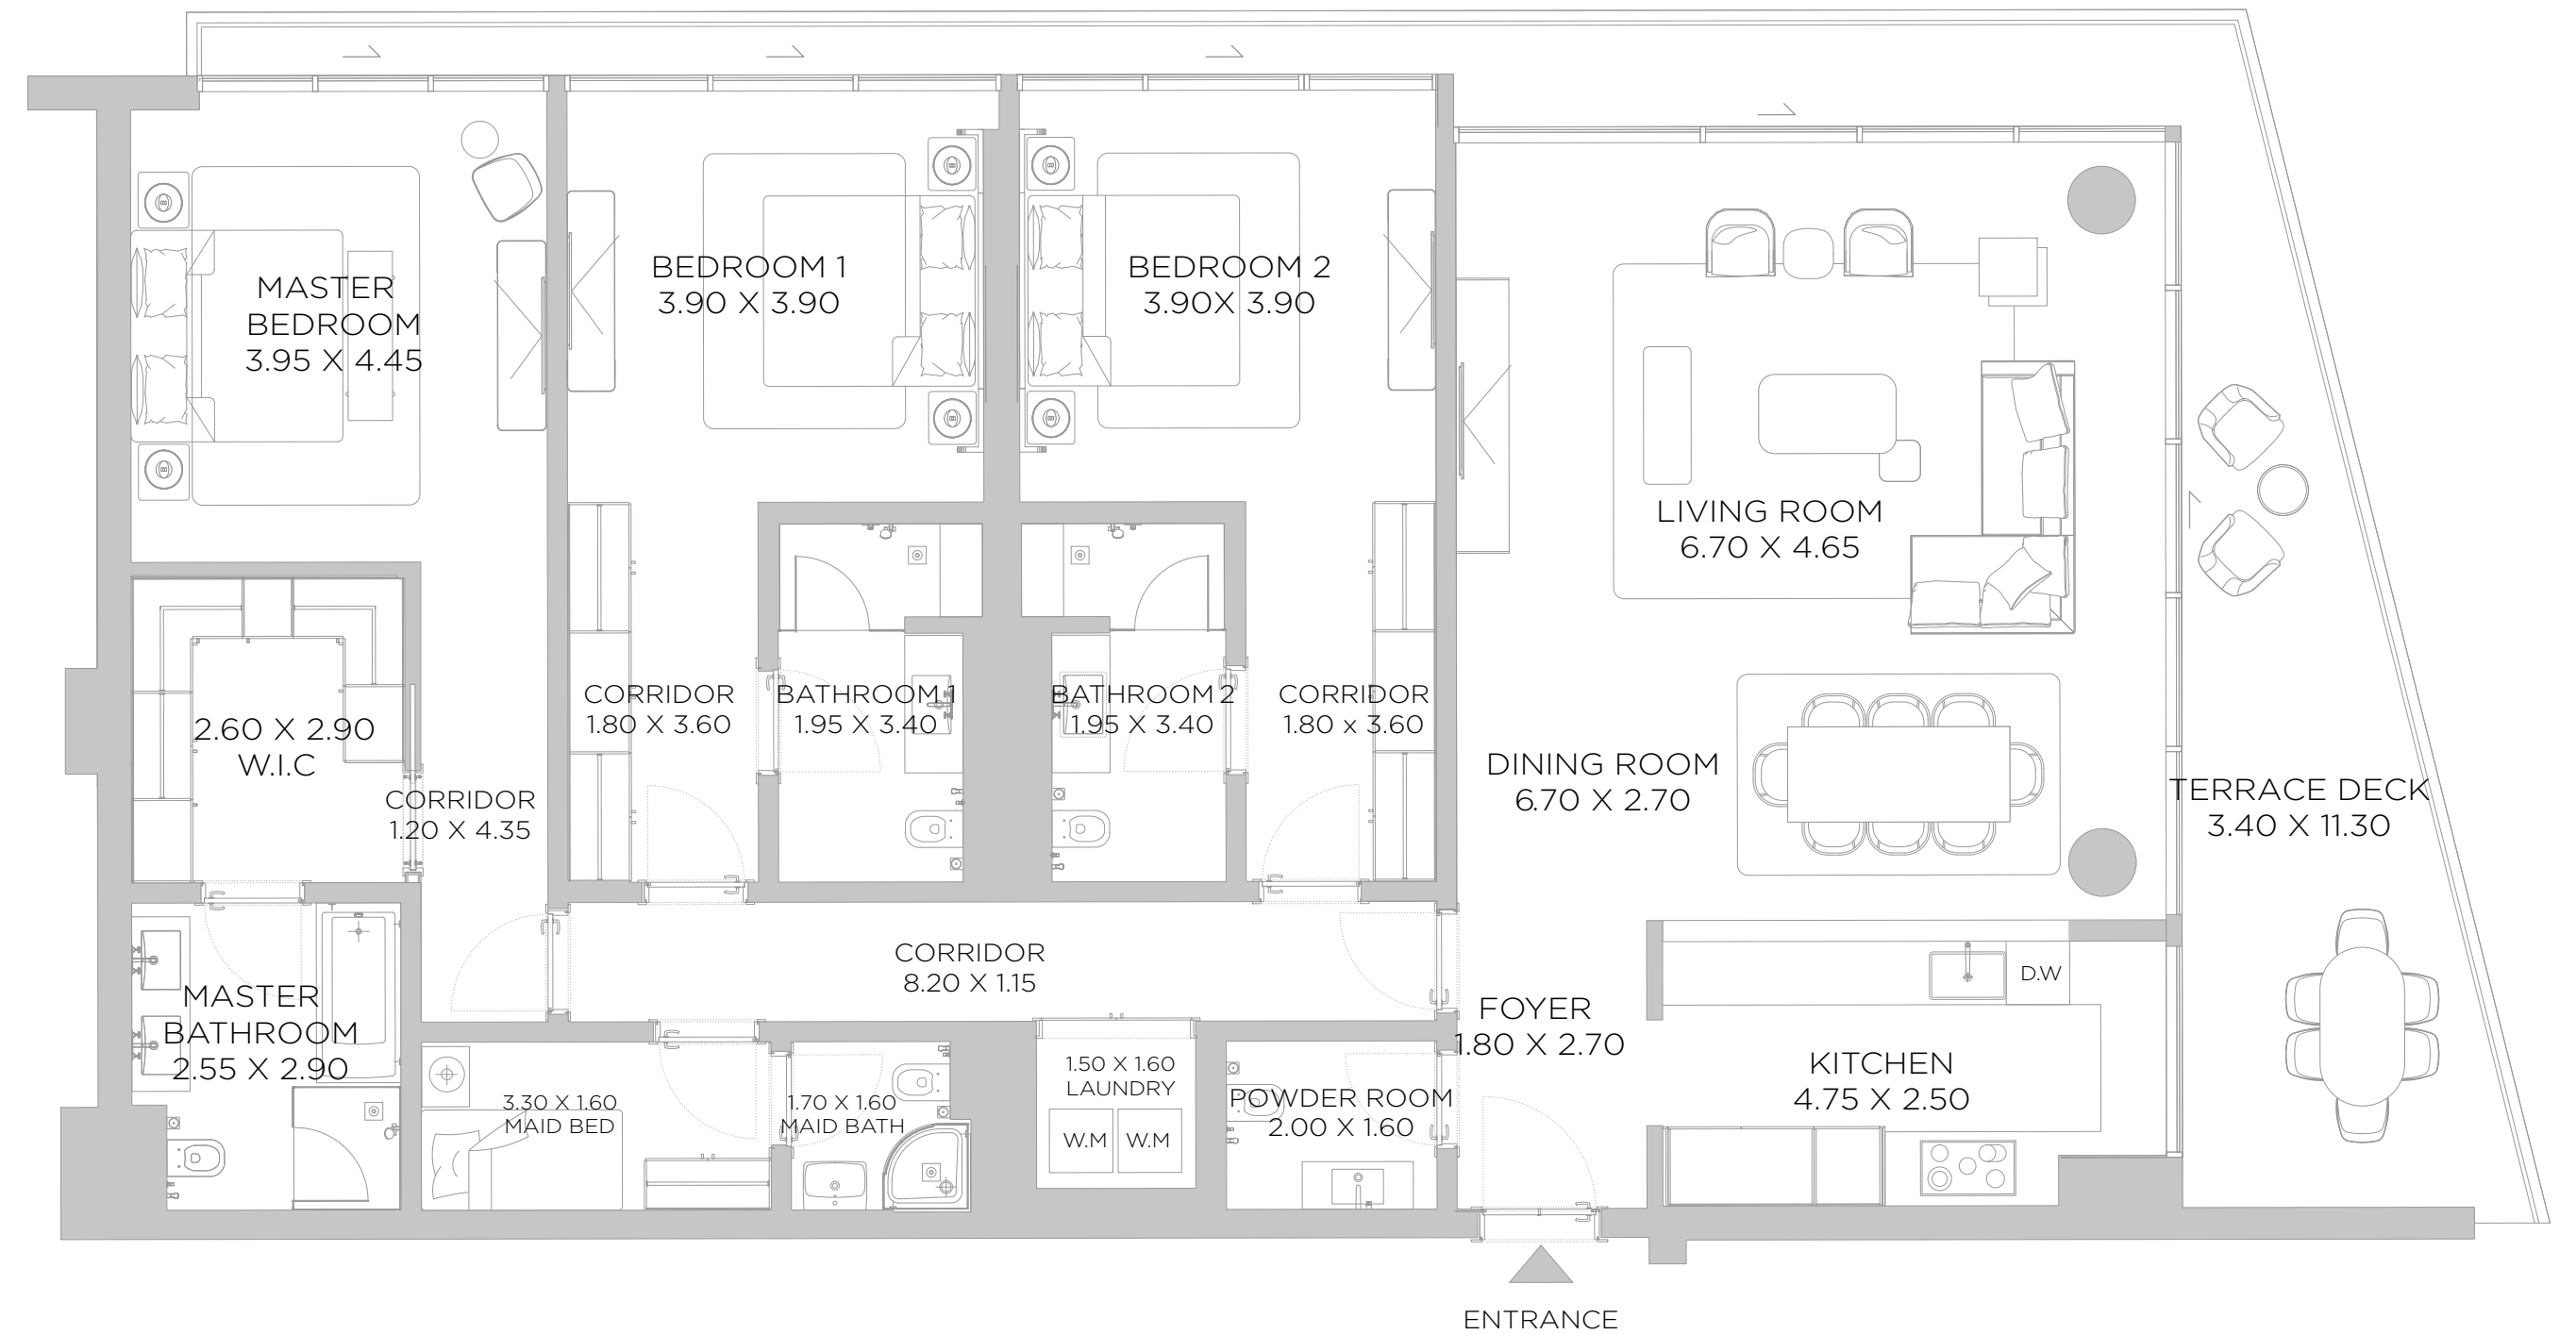 MASTER
BEDROOM
3.95 X 4.45
BEDROOM 1
3.90 X 3.90
BEDROOM 2
3.90X 3.90
LIVING ROOM
6.70 X 4.65
2.60 X 2.90
W.I.C
CORRIDOR
1.20 X 4.35
CORRIDOR
1.80 X 3.60
BATHROOM 1
1.95 X 3.40
BATHROOM 2
1.95 X 3.40
CORRIDOR
1.80 x 3.60
DINING ROOM
6.70 X 2.70
TERRACE DECK
3.40 X 11.30
MASTER
BATHROOM
2.55 X 2.90
CORRIDOR
8.20 X 1.15
FOYER
1.80 X 2.70
D.W
KITCHEN
4.75 X 2.50
3.30 X 1.60
MAID BED
1.70 X 1.60
MAID BATH
1.50 X 1.60
LAUNDRY
W.M
W.M
POWDER ROOM
2.00 X 1.60
ENTRANCE